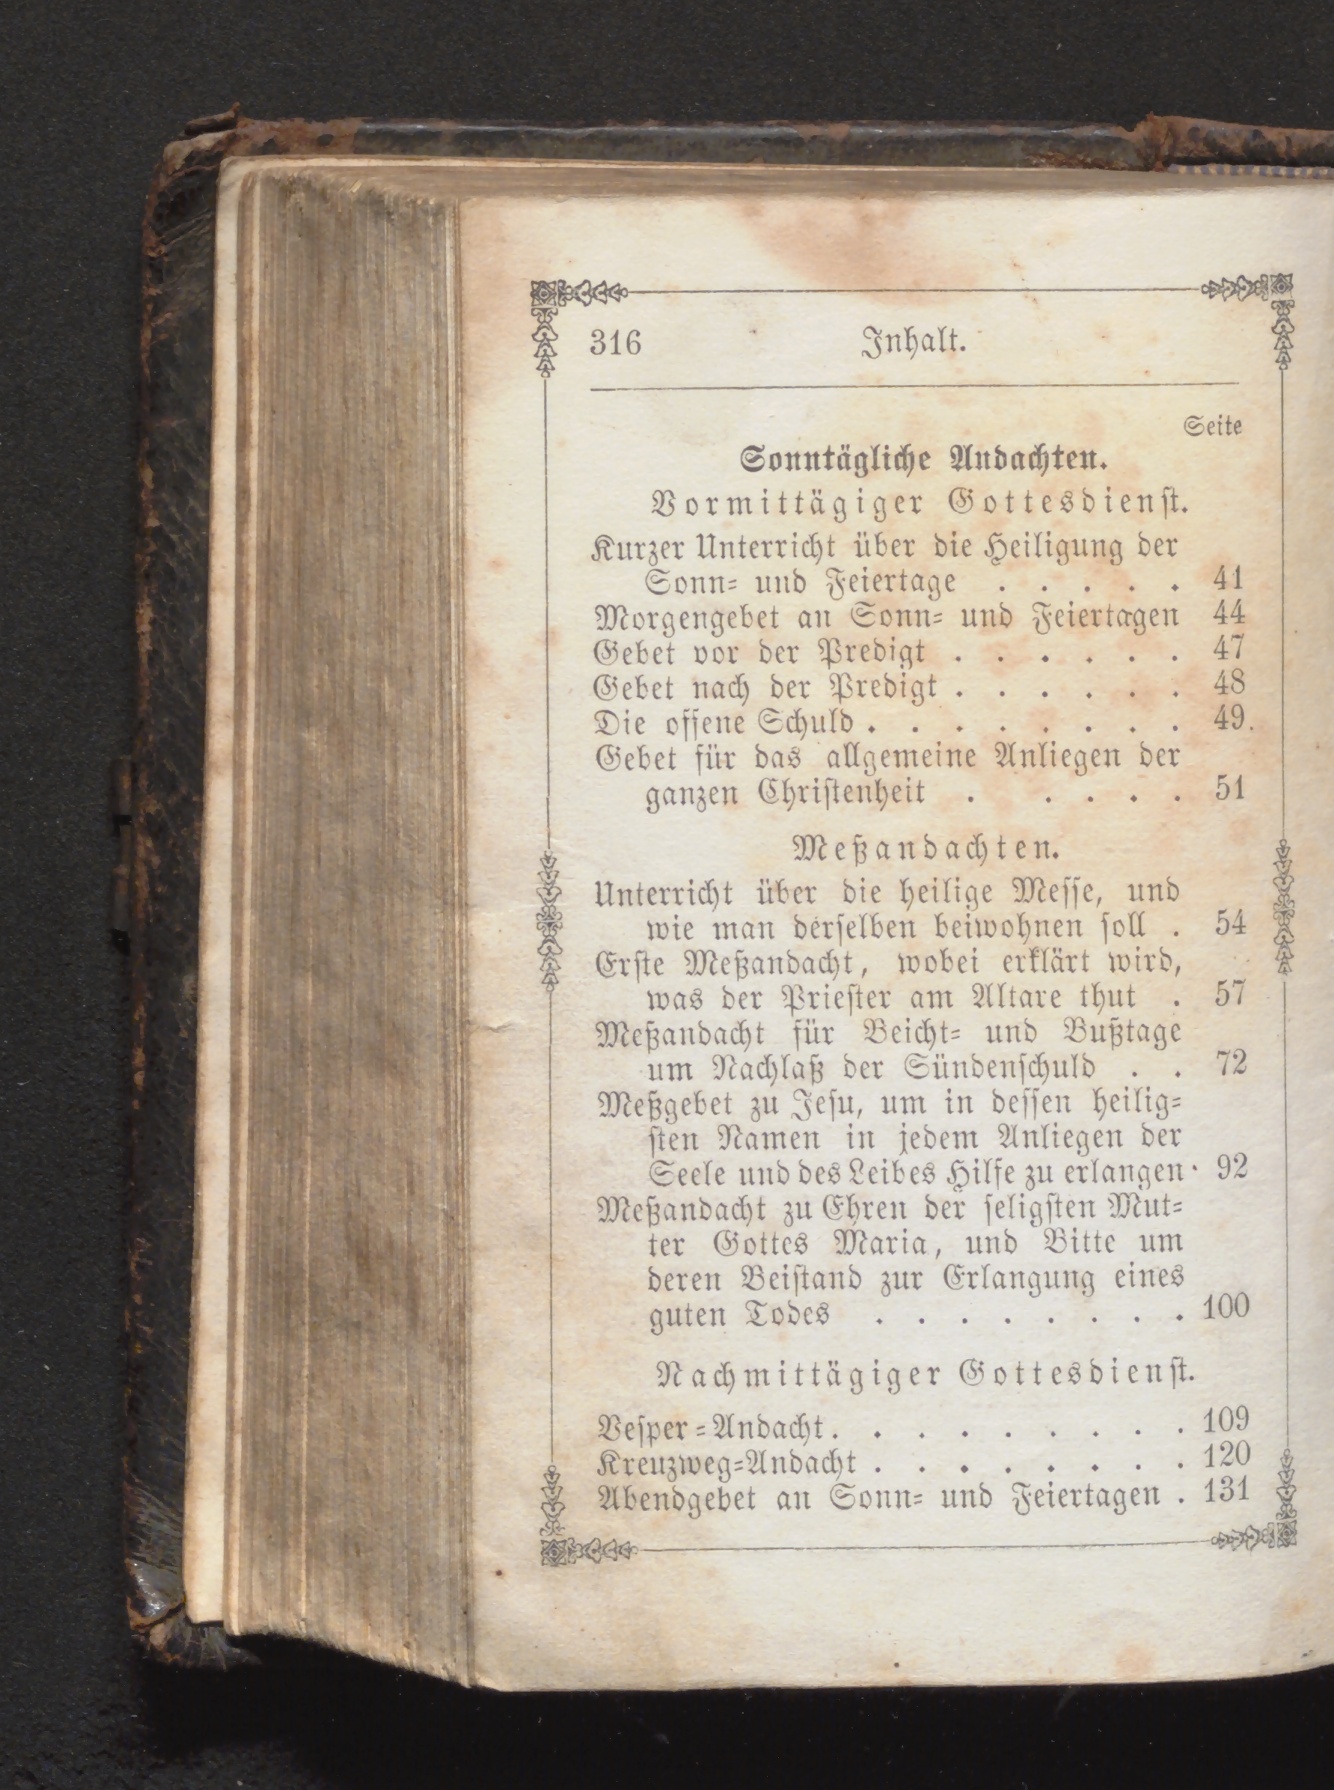 316 Inhalt.
Seite
Sonntägliche Andachten.
Vormittägiger Gottesdienst.
Kurzer Unterricht über die Heiligung der
Sonn- und Feiertage . . . . . 41
Morgengebet an Sonn- und Feiertagen 44
Gebet vor der Predigt . . . . . . 47
Gebet nach der Predigt . . . . . . 48
Die offene Schuld . . . . . . . . 49.
Gebet für das allgemeine Anliegen der
ganzen Christenheit . . . . . 51
Meßandachten.
Unterricht über die heilige Messe, und
wie man derselben beiwohnen soll . 54
Erste Meßandacht, wobei erklärt wird,
was der Priester am Altare thut . 57
Meßandacht für Beicht- und Bußtage
um Nachlaß der Sündenschuld . . 72
Meßgebet zu Jesu, um in dessen heilig-
sten Namen in jedem Anliegen der
Seele und des Leibes Hilfe zu erlangen · 92
Meßandacht zu Ehren der seligsten Mut-
ter Gottes Maria, und Bitte um
deren Beistand zur Erlangung eines
guten Todes . . . . . . . . 100
Nachmittägiger Gottesdienst.
Vesper-Andacht . . . . . . . . . 109
Kreuzweg-Andacht . . . . . . . . 120
Abendgebet an Sonn- und Feiertagen . 131